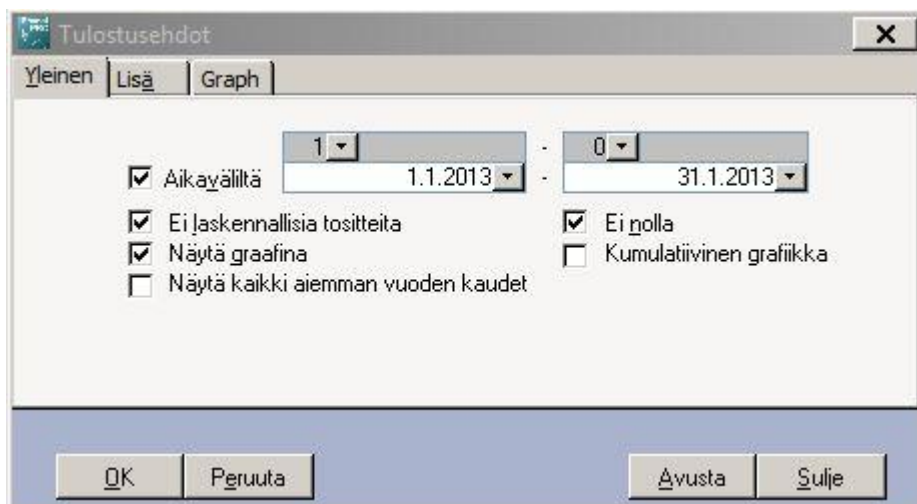 Tulostusehdot
Yleinen Lisä Graph
1 - 0
Aikaväliltä 1.1.2013 - 31.1.2013
Ei laskennallisia tositteita Ei nolla
Näytä graafina Kumulatiivinen grafiikka
Näytä kaikki aiemman vuoden kaudet
OK Peruuta Avusta Sulje